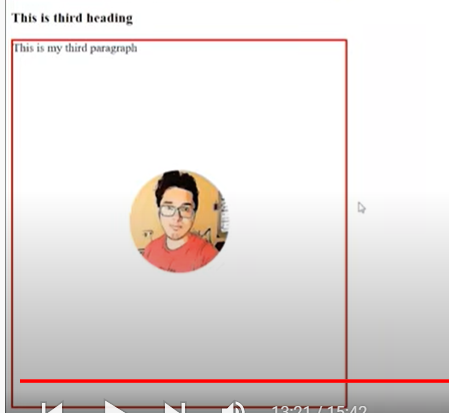 This is third heading
This is my third paragraph
13:21 / 15:42